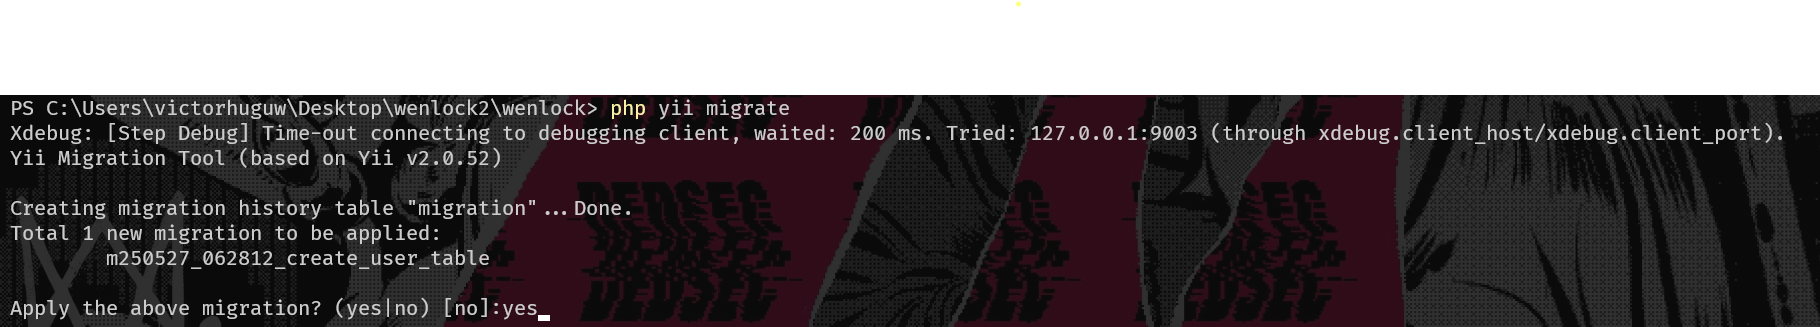 PS C:\Users\victorhuguw\Desktop\wenlock2\wenlock> php yii migrate
Xdebug: [Step Debug] Time-out connecting to debugging client, waited: 200 ms. Tried: 127.0.0.1:9003 (through xdebug.client_host/xdebug.client_port).
Yii Migration Tool (based on Yii v2.0.52)
Creating migration history table "migration"...Done.
Total 1 new migration to be applied:
m250527_062812_create_user_table
Apply the above migration? (yes|no) [no]:yes
DEDSEC